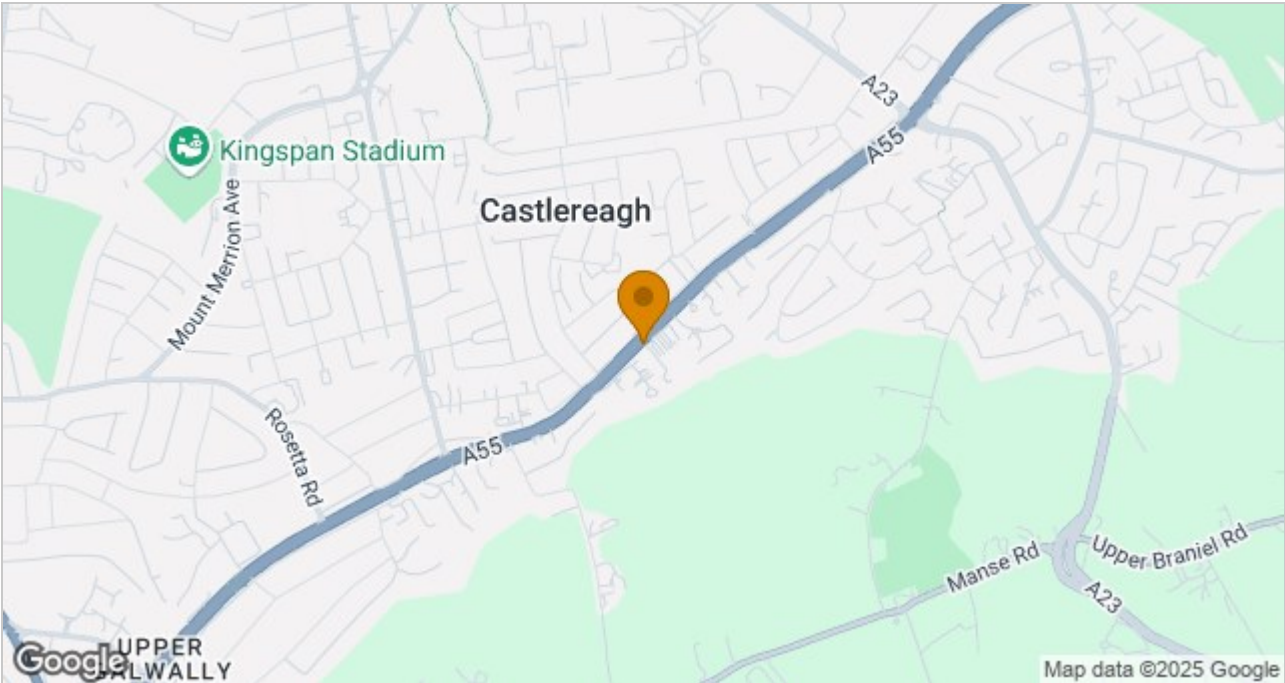 A23
A55
Kingspan Stadium
Castlereagh
Mount Merrion Ave
Rosetta Rd
A55
Upper Braniel Rd
Manse Rd
A23
UPPER
Google
Map data ©2025 Google